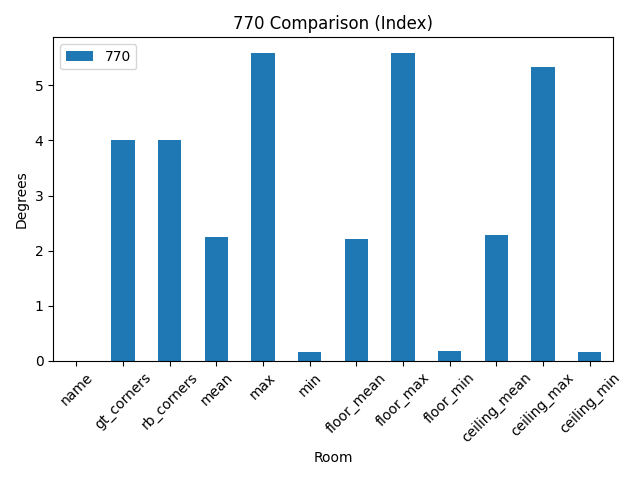 770 Comparison (Index)
770
Degrees
5
4
3
2
1
0
name
gt_corners
rb_corners
mean
max
min
floor_mean
floor_max
floor_min
ceiling_mean
ceiling_max
ceiling_min
Room